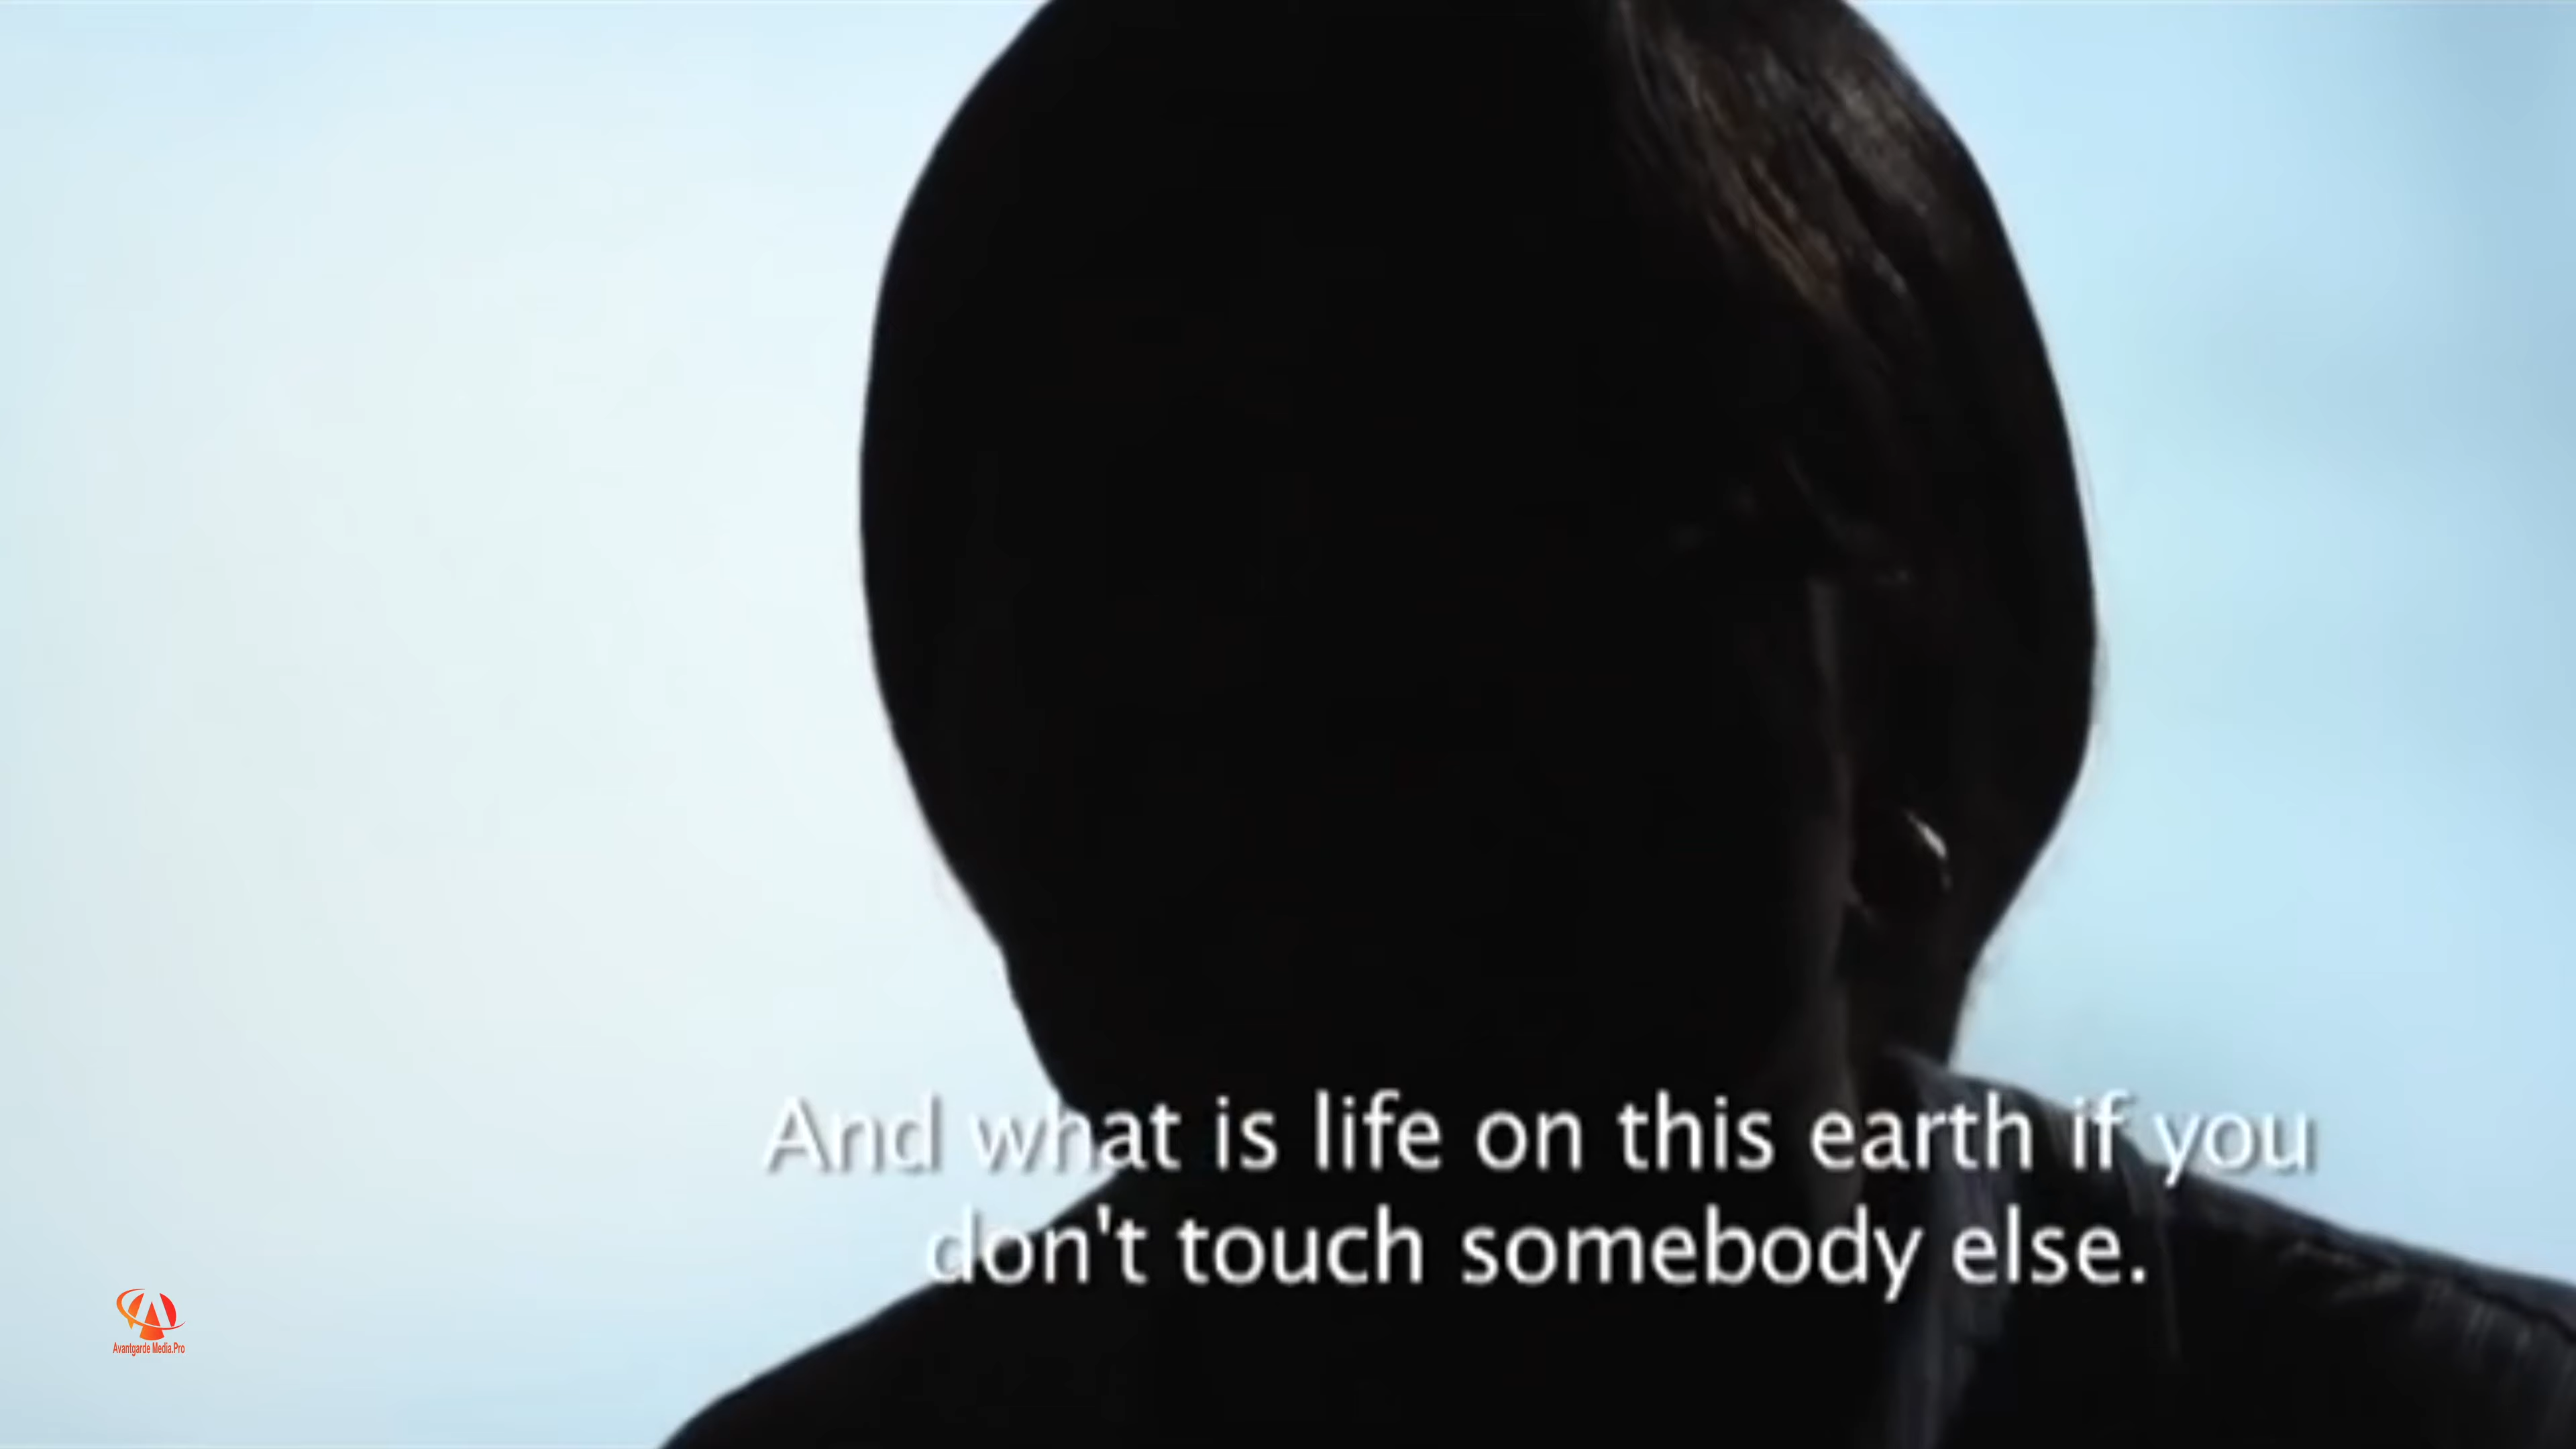 And what is life on this earth if you
don't touch somebody else.
Avantgarde Media.Pro